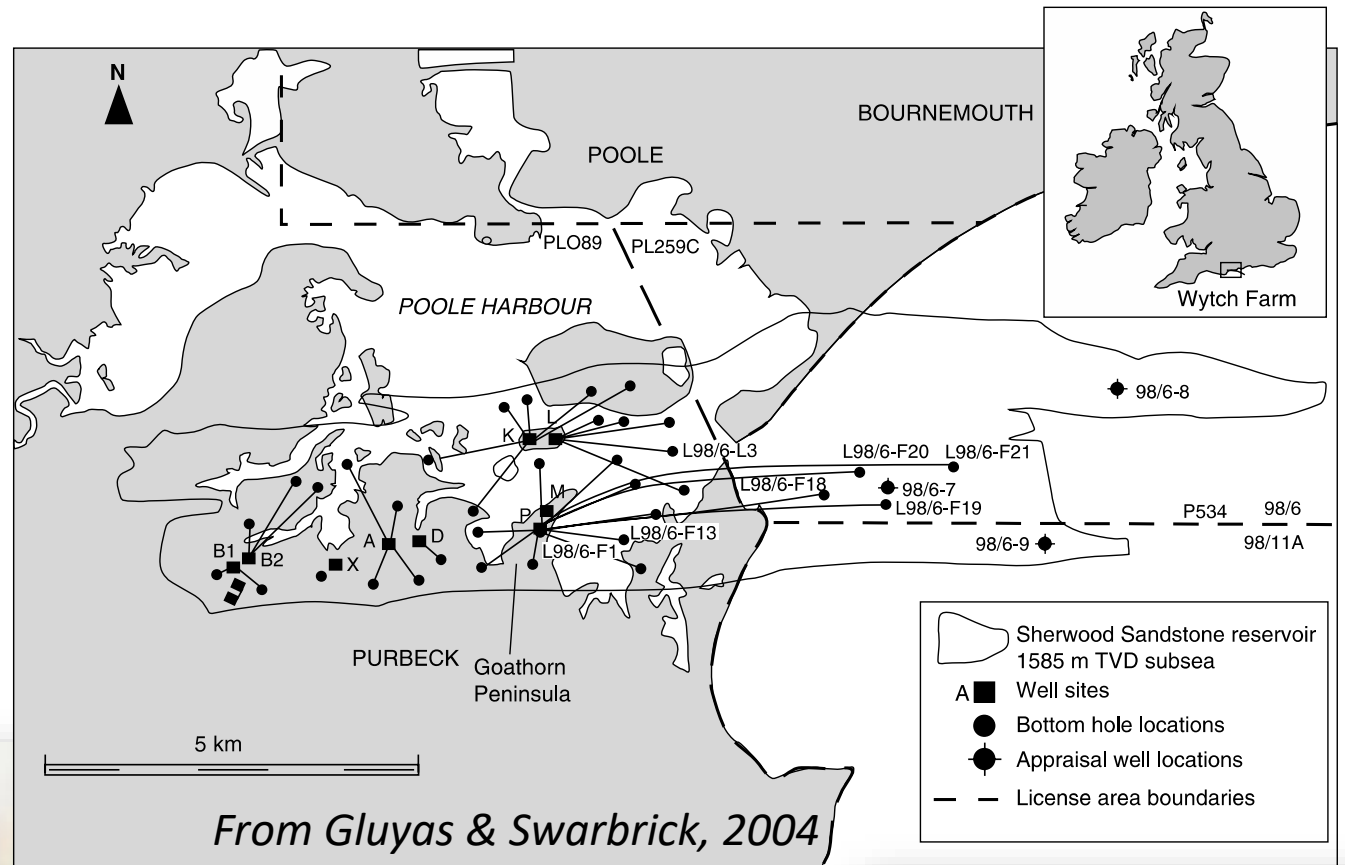 N
BOURNEMOUTH
POOLE
PLO89
PL259C
POOLE HARBOUR
Wytch Farm
98/6-8
L
K
L98/6-L3
L98/6-F20
L98/6-F21
M
L98/6-F18
98/6-7
P
L98/6-F19
P534
98/6
L98/6-F13
L98/6-F1
98/6-9
98/11A
A
D
B1
B2
X
PURBECK
Goathorn
Peninsula
Sherwood Sandstone reservoir
1585 m TVD subsea
A
Well sites
Bottom hole locations
Appraisal well locations
License area boundaries
5 km
From Gluyas & Swarbrick, 2004